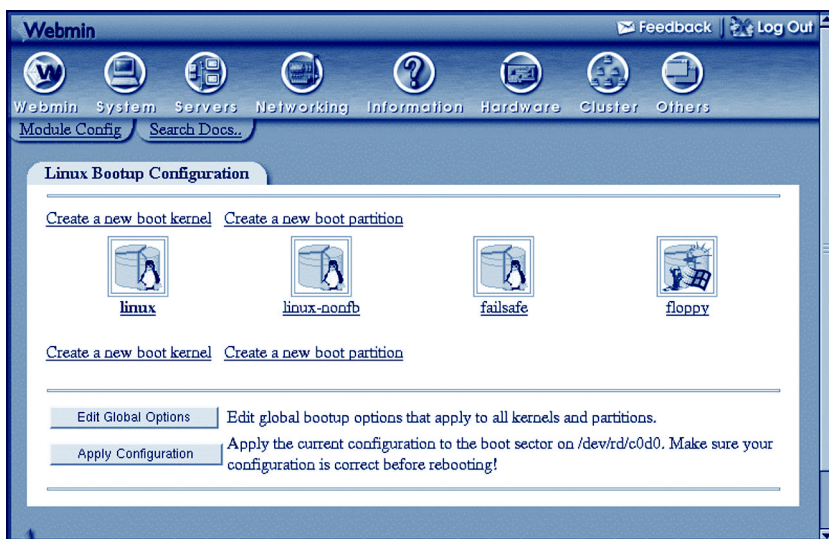 Webmin
Feedback | Log Out
Webmin System Servers Networking Information Hardware Cluster Others
Module Config Search Docs..
Linux Bootup Configuration
Create a new boot kernel Create a new boot partition
linux linux-nonfb failsafe floppy
Create a new boot kernel Create a new boot partition
Edit Global Options Edit global bootup options that apply to all kernels and partitions.
Apply Configuration Apply the current configuration to the boot sector on /dev/rd/c0d0. Make sure your
configuration is correct before rebooting!